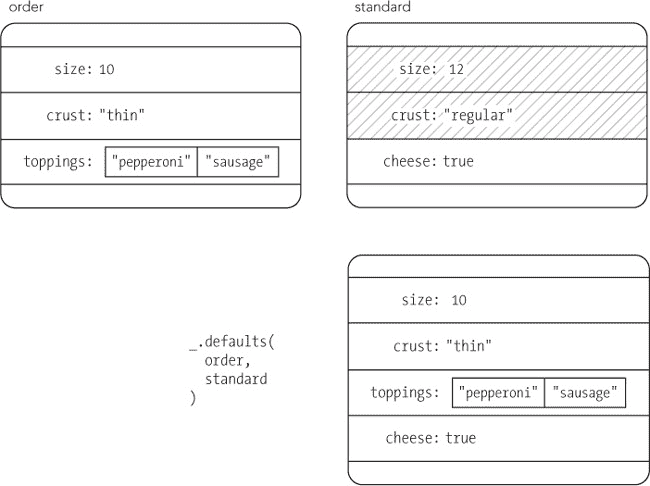 order
size: 10
crust: "thin"
toppings: "pepperoni" "sausage"
standard
size: 12
crust: "regular"
cheese: true
_.defaults(
order,
standard
)
size: 10
crust: "thin"
toppings: "pepperoni" "sausage"
cheese: true